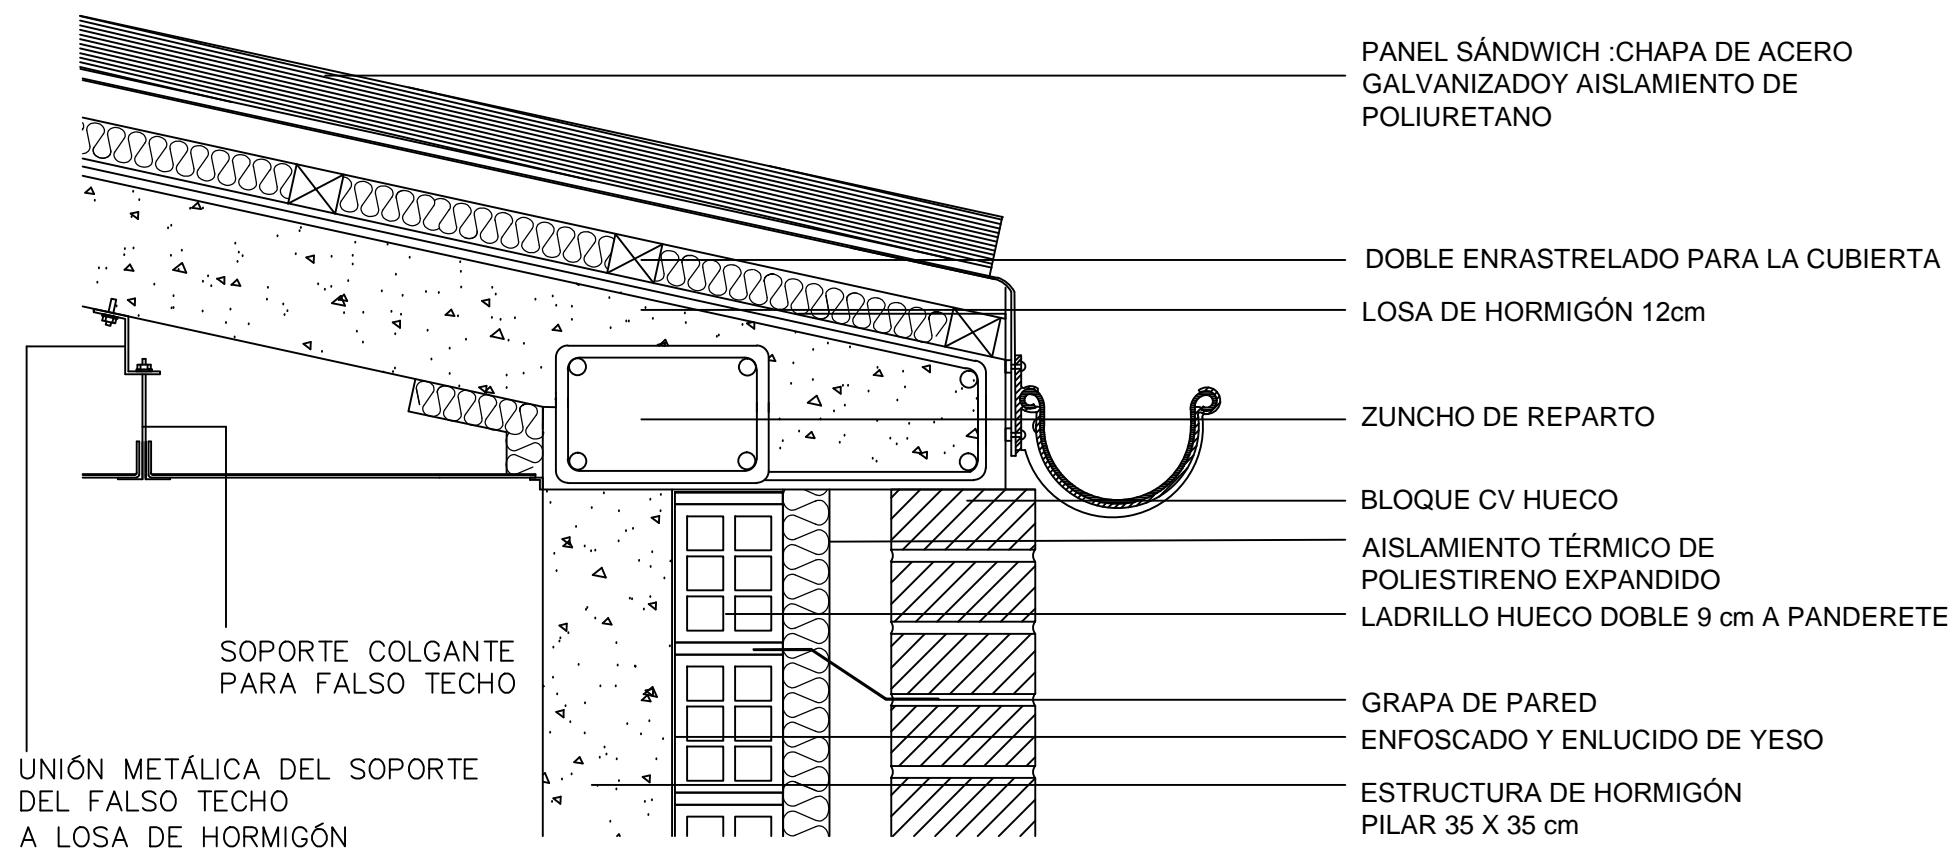 PANEL SÁNDWICH :CHAPA DE ACERO
GALVANIZADOY AISLAMIENTO DE
POLIURETANO
DOBLE ENRASTRELADO PARA LA CUBIERTA
LOSA DE HORMIGÓN 12cm
ZUNCHO DE REPARTO
BLOQUE CV HUECO
AISLAMIENTO TÉRMICO DE
POLIESTIRENO EXPANDIDO
LADRILLO HUECO DOBLE 9 cm A PANDERETE
GRAPA DE PARED
ENFOSCADO Y ENLUCIDO DE YESO
ESTRUCTURA DE HORMIGÓN
PILAR 35 X 35 cm
SOPORTE COLGANTE
PARA FALSO TECHO
UNIÓN METÁLICA DEL SOPORTE
DEL FALSO TECHO
A LOSA DE HORMIGÓN